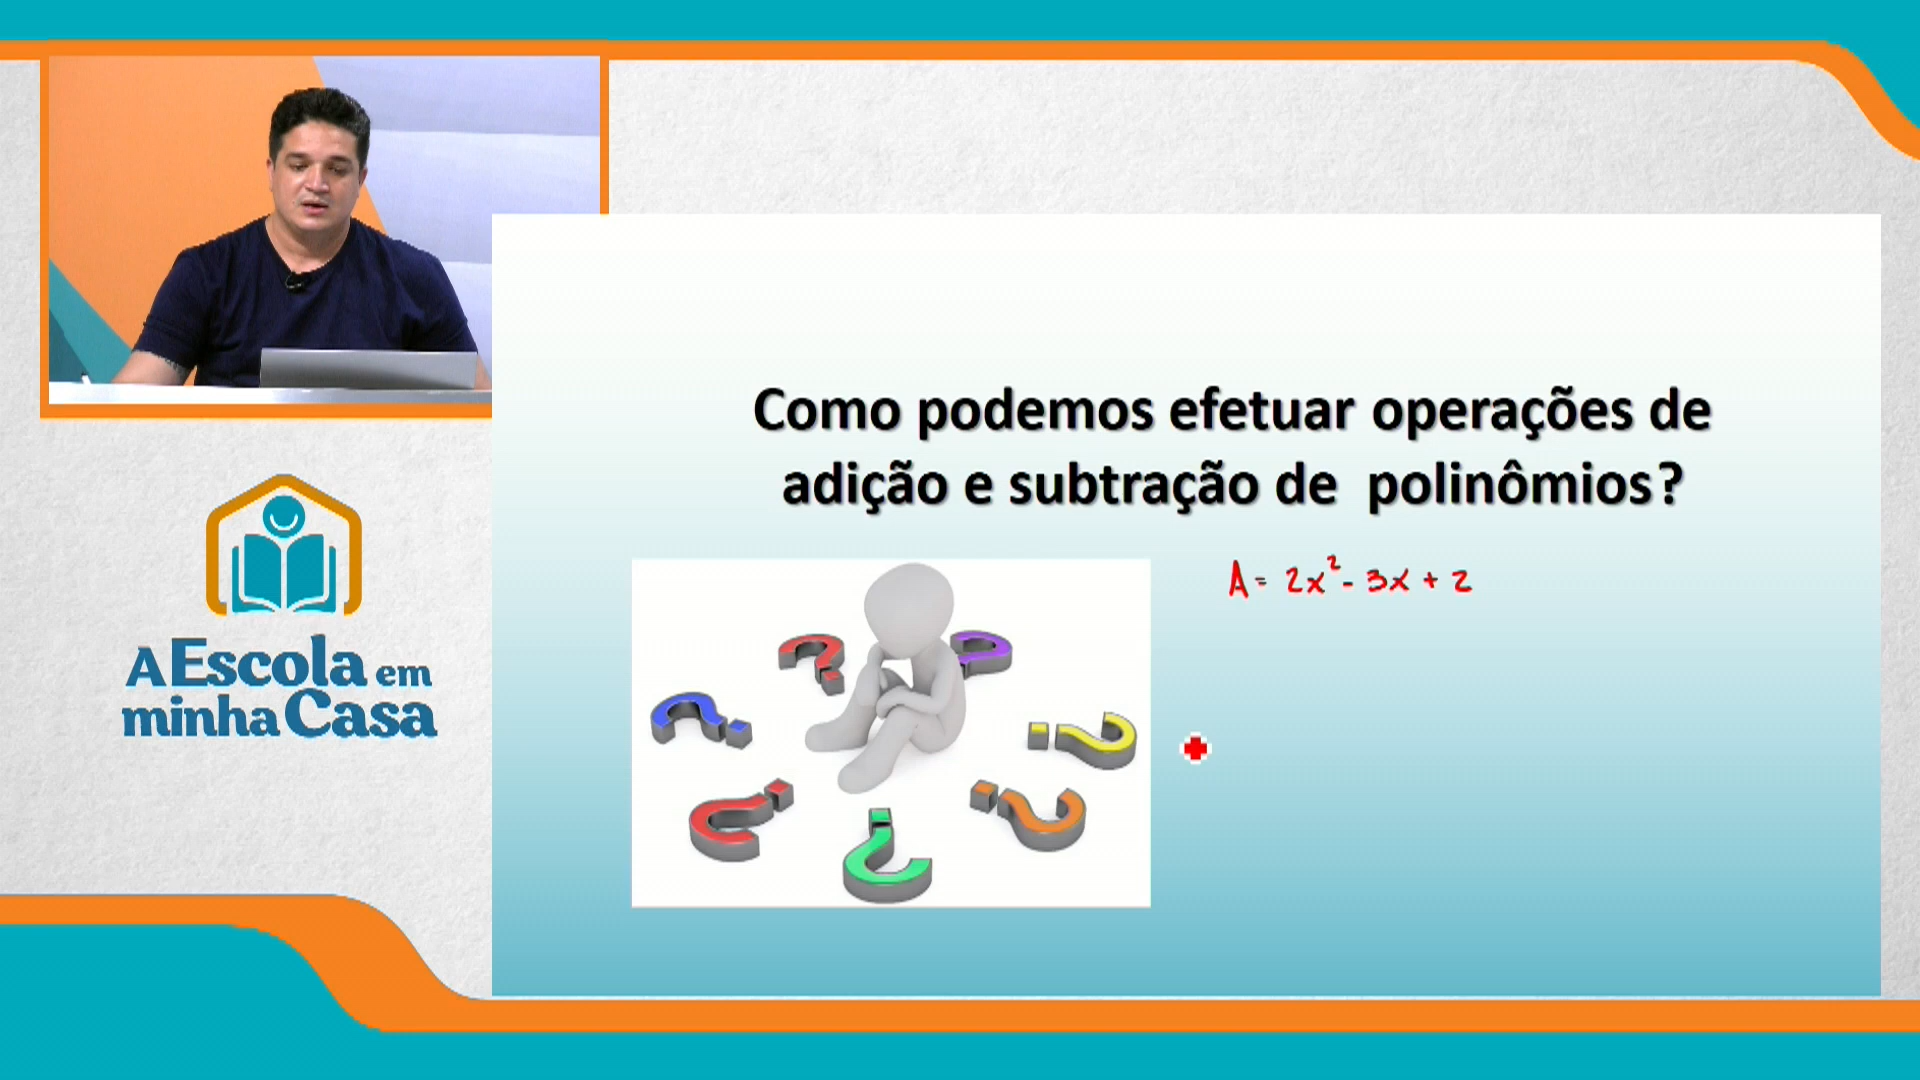 Como podemos efetuar operações de
adição e subtração de polinômios?
A = 2x² - 3x + 2
A Escola em
minha Casa